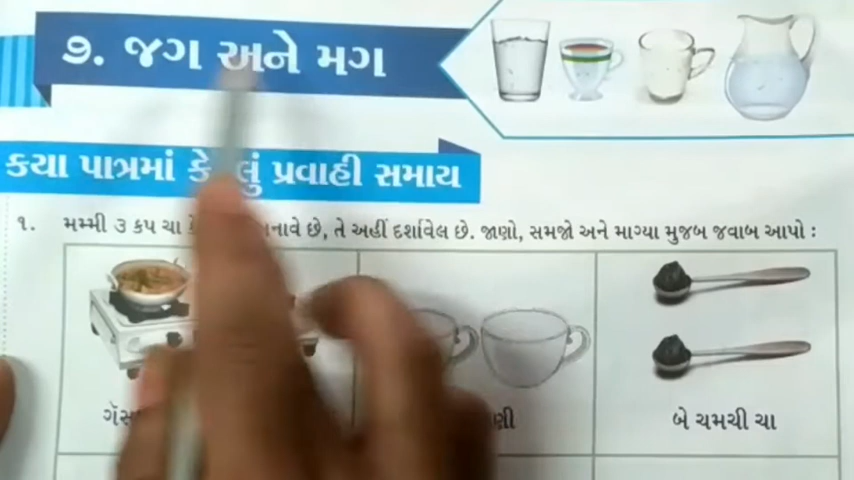 ૭. જગ અને મગ
કયા પાત્રમાં પ્રવાહી સમાય
૧. મમ્મી ૩ કપ ચા છે, તે અહીં દર્શાવેલ છે. જાણો, સમજો અને માગ્યા મુજબ જવાબ આપો :
બે ચમચી ચા